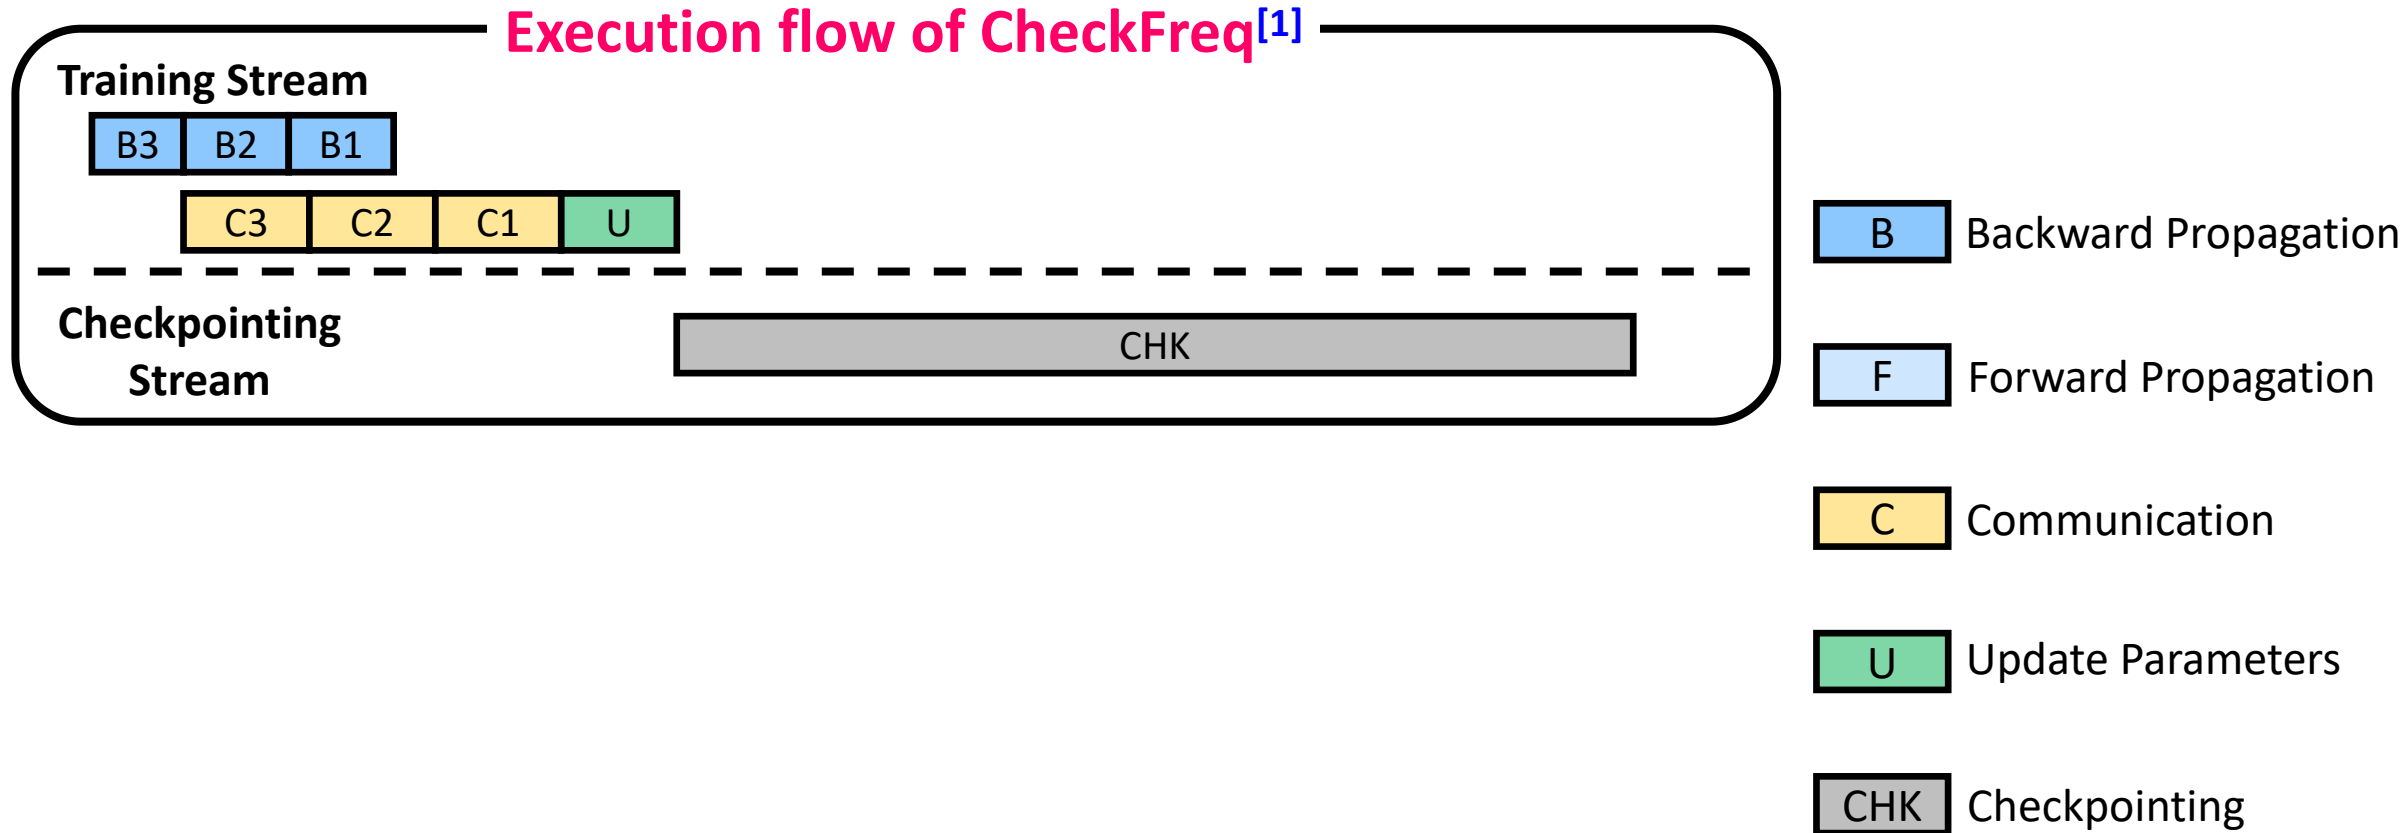 Execution flow of CheckFreq[1]
Training Stream
B3 B2 B1
C3 C2 C1 U
Checkpointing
Stream
CHK
B Backward Propagation
F Forward Propagation
C Communication
U Update Parameters
CHK Checkpointing